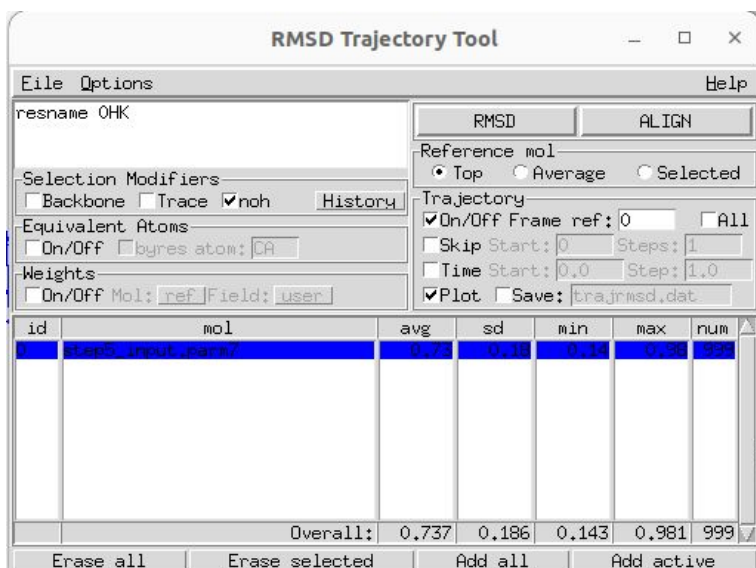 RMSD Trajectory Tool
File Options Help
resname OHK
RMSD ALIGN
Reference mol
Top Average Selected
Selection Modifiers
Backbone Trace noh History
Trajectory
On/Off Frame ref: 0 All
Equivalent Atoms
On/Off byres atom: CA
Skip Start: 0 Steps: 1
Time Start: 0.0 Step: 1.0
Weights
On/Off Mol: ref Field: user
Plot Save: trajrmsd.dat
id mol avg sd min max num
0 step5_input.parm7 0.73 0.18 0.14 0.98 999
Overall: 0.737 0.186 0.143 0.981 999
Erase all Erase selected Add all Add active